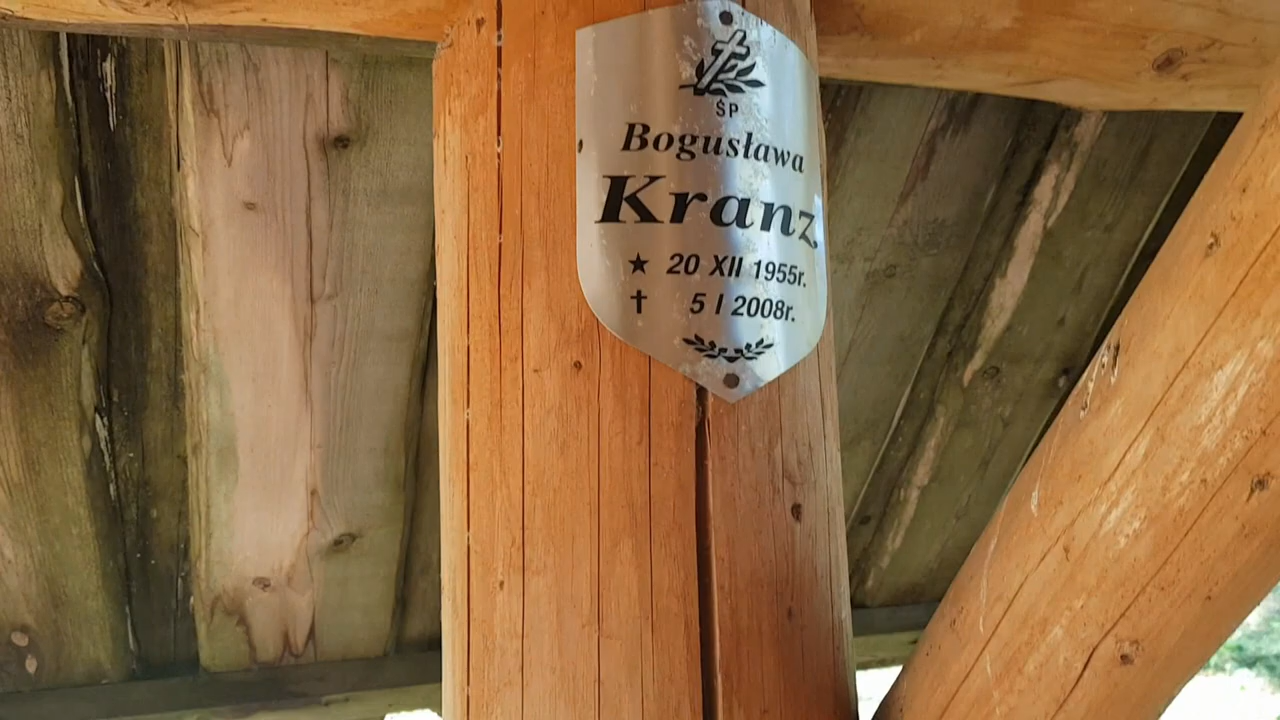 ŚP
Bogusława
Kranz
★ 20 XII 1955r.
✝ 5 I 2008r.